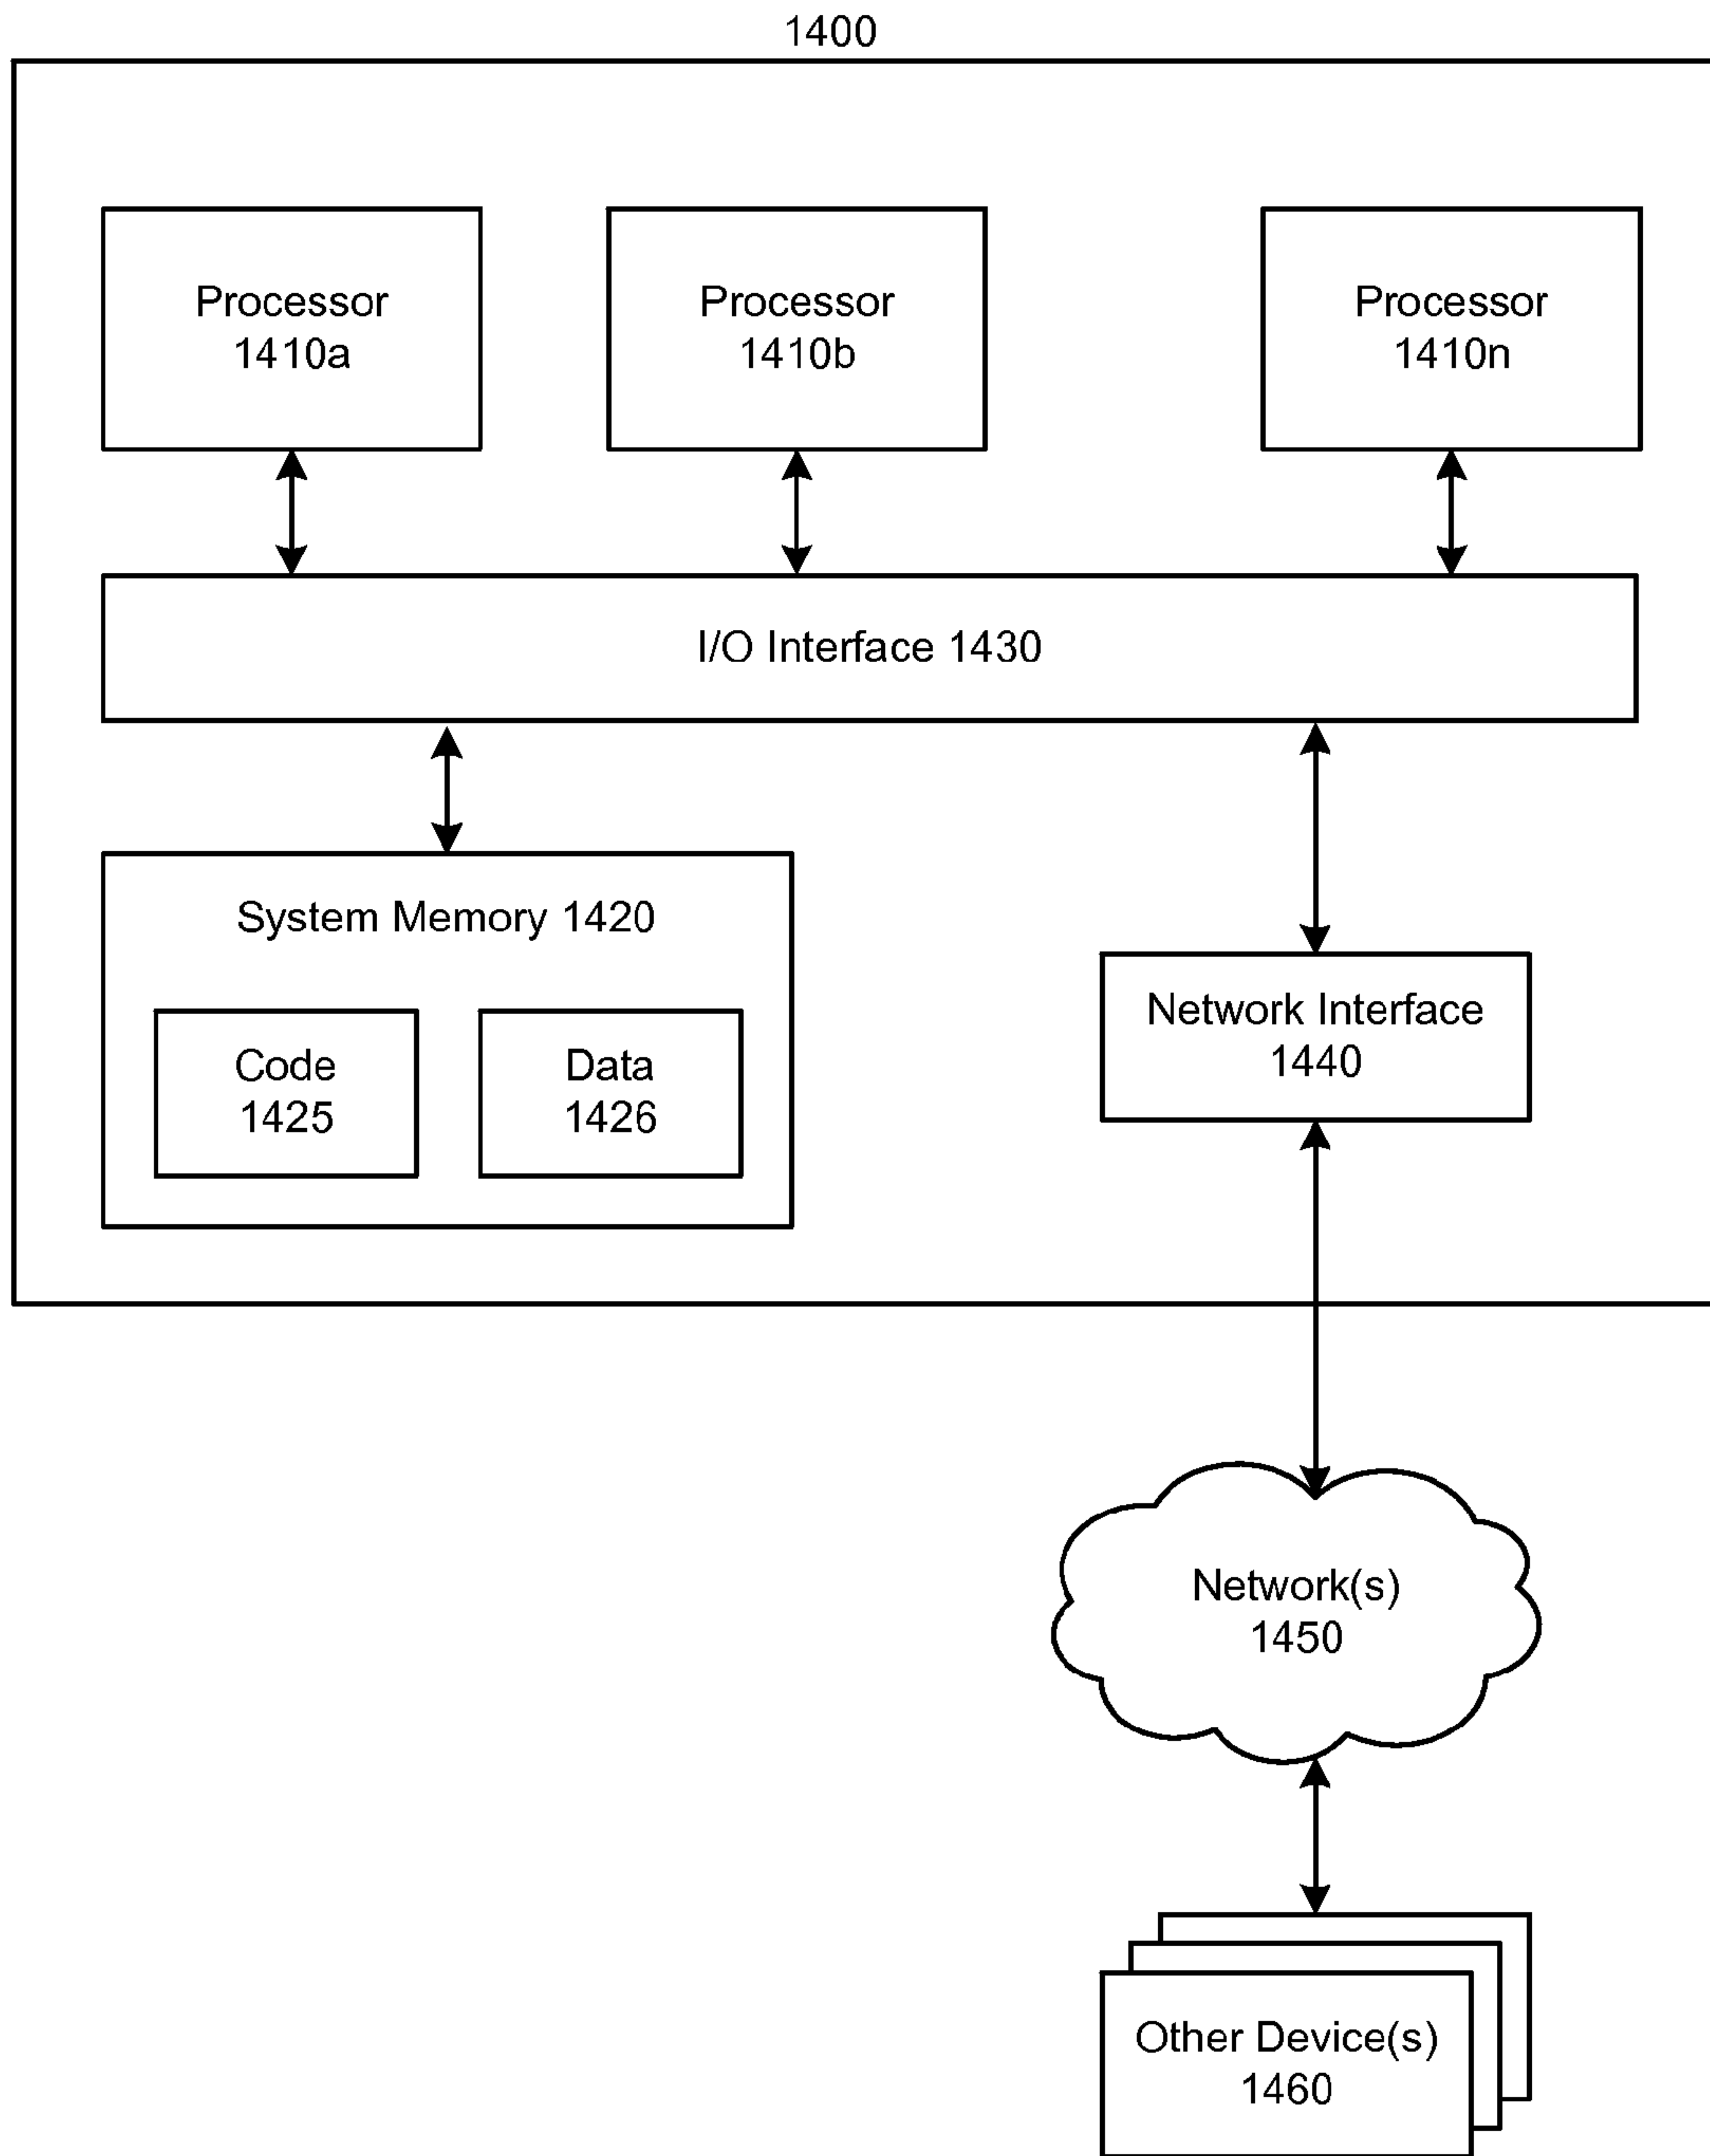 1400
Processor
1410a
Processor
1410b
Processor
1410n
I/O Interface 1430
System Memory 1420
Code
1425
Data
1426
Network Interface
1440
Network(s)
1450
Other Device(s)
1460